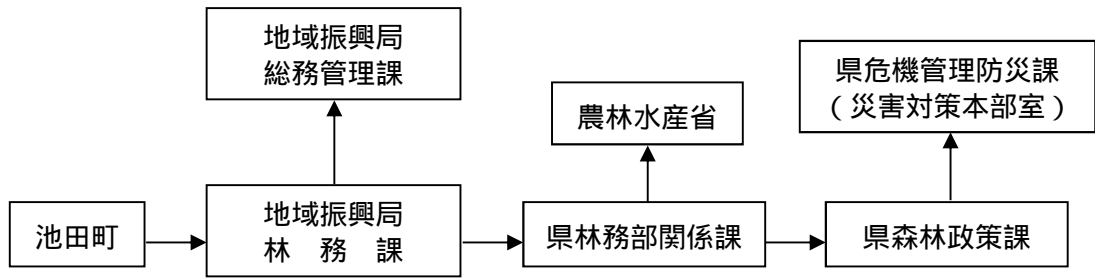 地域振興局
総務管理課
県危機管理防災課
（災害対策本部室）
農林水産省
池田町
地域振興局
林　務　課
県林務部関係課
県森林政策課